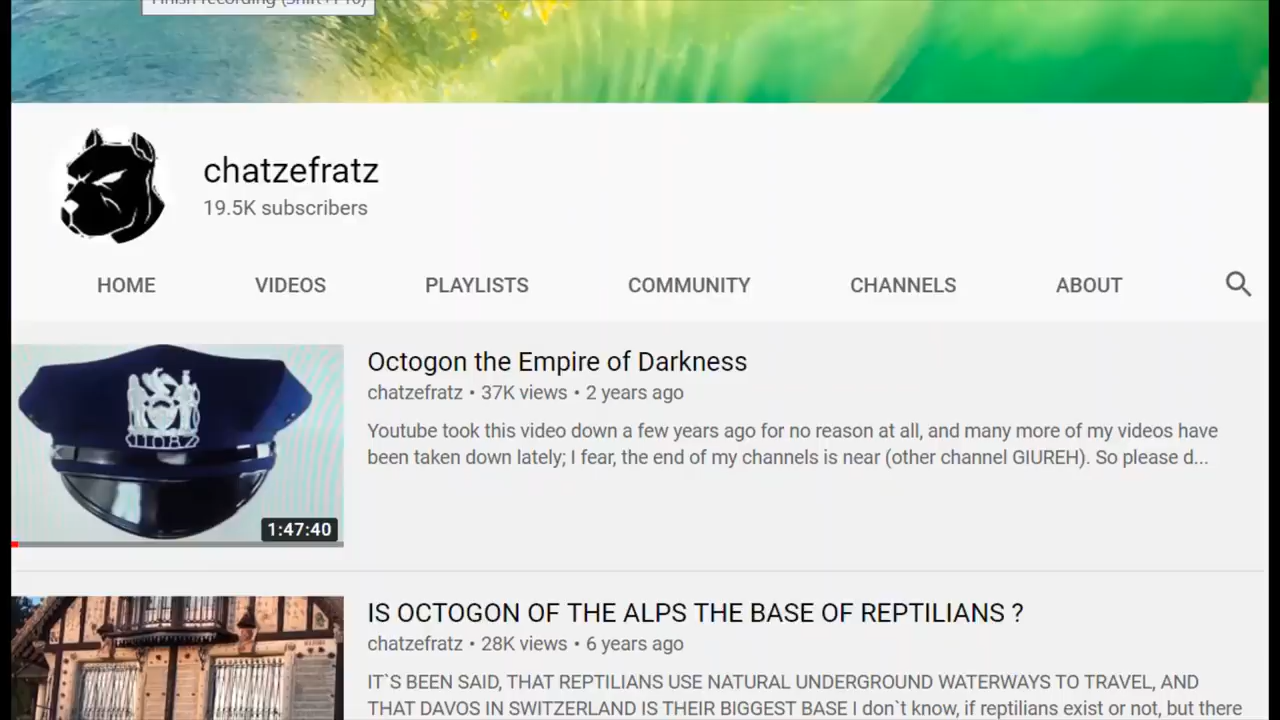 Finish recording (Shift+F10)
chatzefratz
19.5K subscribers
HOME VIDEOS PLAYLISTS COMMUNITY CHANNELS ABOUT
Octogon the Empire of Darkness
chatzefratz • 37K views • 2 years ago
Youtube took this video down a few years ago for no reason at all, and many more of my videos have
been taken down lately; I fear, the end of my channels is near (other channel GIUREH). So please d...
1:47:40
IS OCTOGON OF THE ALPS THE BASE OF REPTILIANS ?
chatzefratz • 28K views • 6 years ago
IT`S BEEN SAID, THAT REPTILIANS USE NATURAL UNDERGROUND WATERWAYS TO TRAVEL, AND
THAT DAVOS IN SWITZERLAND IS THEIR BIGGEST BASE I don`t know, if reptilians exist or not, but there